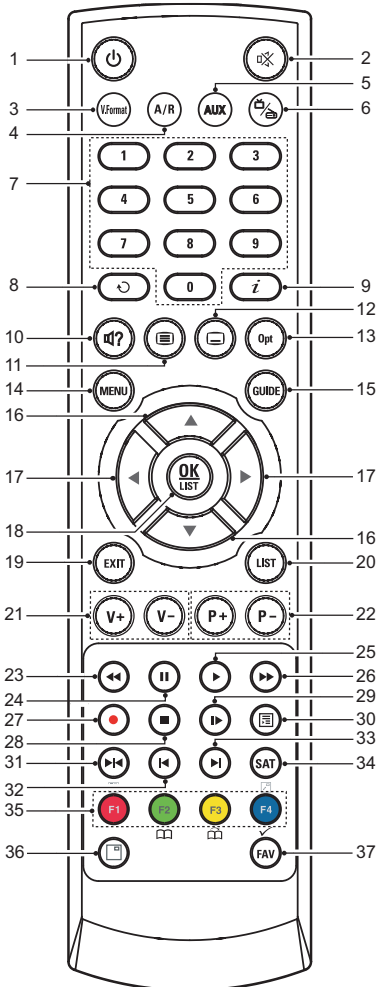 1 2
5
V.Format A/R AUX
3 6
4
1 2 3
7
4 5 6
7 8 9
8 0 i 9
12
10 ? Opt 13
11
14 MENU GUIDE 15
16
17 OK 17
LIST
18
16
19 EXIT LIST 20
21 V+ V- P+ P- 22
25
23 26
24 29
27 30
28 33
31 SAT 34
32
35 F1 F2 F3 F4
36 FAV 37